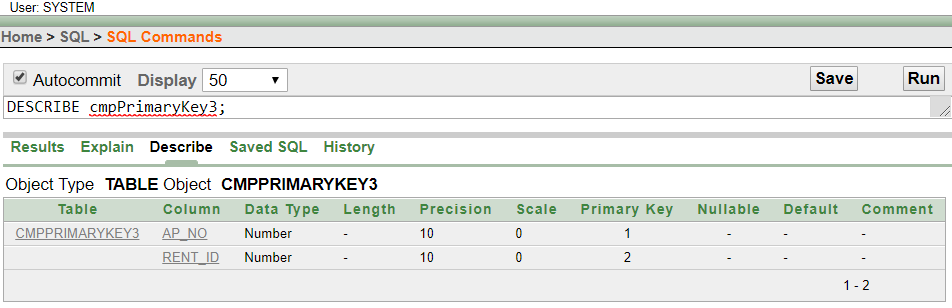 User: SYSTEM
Home > SQL > SQL Commands
Autocommit Display 50 Save Run
DESCRIBE cmpPrimaryKey3;
Results Explain Describe Saved SQL History
Object Type TABLE Object CMPPRIMARYKEY3
Table Column Data Type Length Precision Scale Primary Key Nullable Default Comment
CMPPRIMARYKEY3 AP_NO Number - 10 0 1 - - -
RENT_ID Number - 10 0 2 - - -
1 - 2